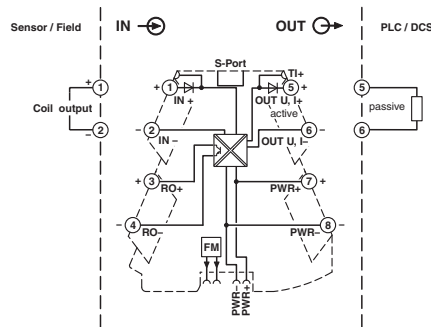 Sensor / Field
IN
OUT
PLC / DCS
S-Port
TI+
+ 1
+ 1
5 +
5
IN +
OUT U, I+
active
Coil output
passive
– 2
– 2
6 –
6
IN –
OUT U, I–
+ 3
7 +
RO+
PWR+
– 4
8 –
RO–
PWR–
FM
PWR–
PWR+